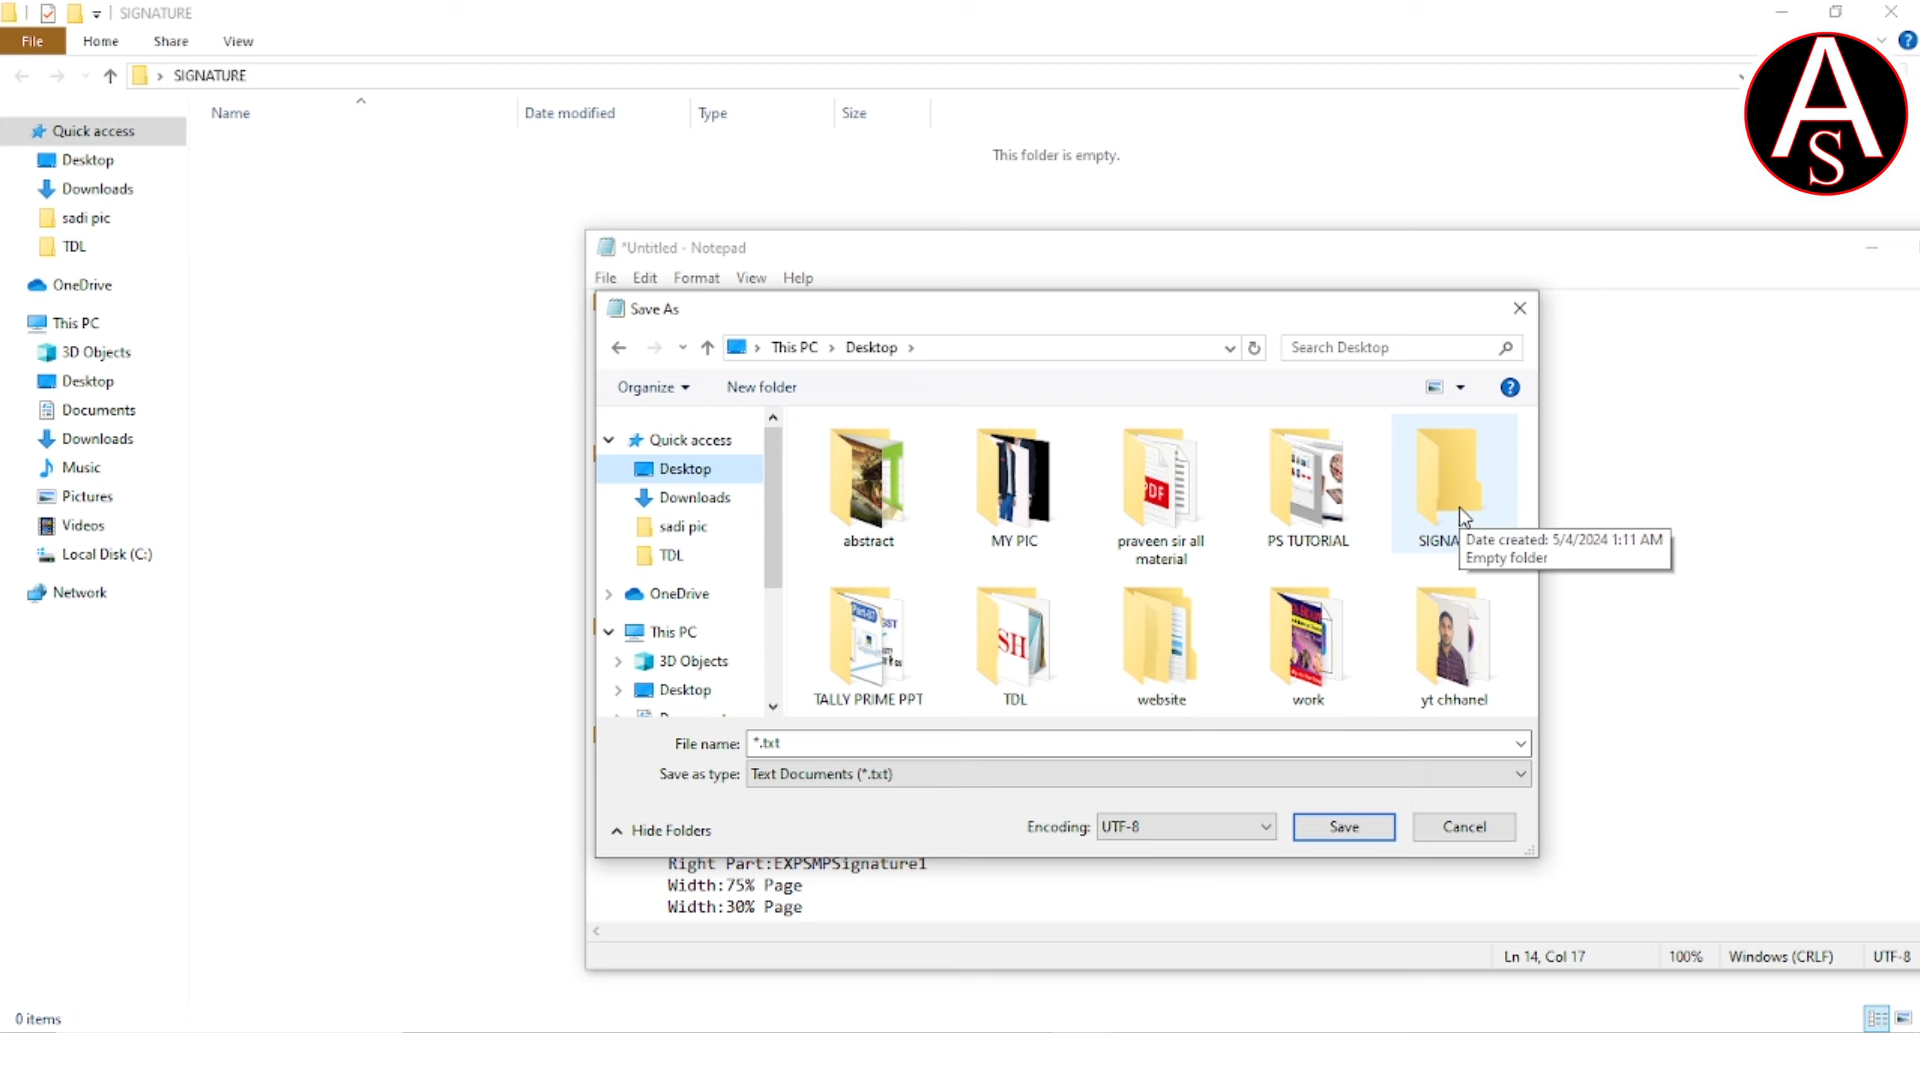 SIGNATURE
File
Home
Share
View
SIGNATURE
Name
Date modified
Type
Size
This folder is empty.
Quick access
Desktop
Downloads
sadi pic
TDL
OneDrive
This PC
3D Objects
Desktop
Documents
Downloads
Music
Pictures
Videos
Local Disk (C:)
Network
0 items
AS
*Untitled - Notepad
File Edit Format View Help
Save As
This PC > Desktop >
Search Desktop
Organize
New folder
Quick access
Desktop
Downloads
sadi pic
TDL
OneDrive
This PC
3D Objects
Desktop
abstract
MY PIC
PDF
praveen sir all
material
PS TUTORIAL
SIGNA
Date created: 5/4/2024 1:11 AM
Empty folder
TALLY PRIME PPT
SH
TDL
website
work
yt chhanel
File name: *.txt
Save as type: Text Documents (*.txt)
Hide Folders
Encoding: UTF-8
Save
Cancel
Right Part:EXPSMPSignature1
Width:75% Page
Width:30% Page
Ln 14, Col 17
100%
Windows (CRLF)
UTF-8